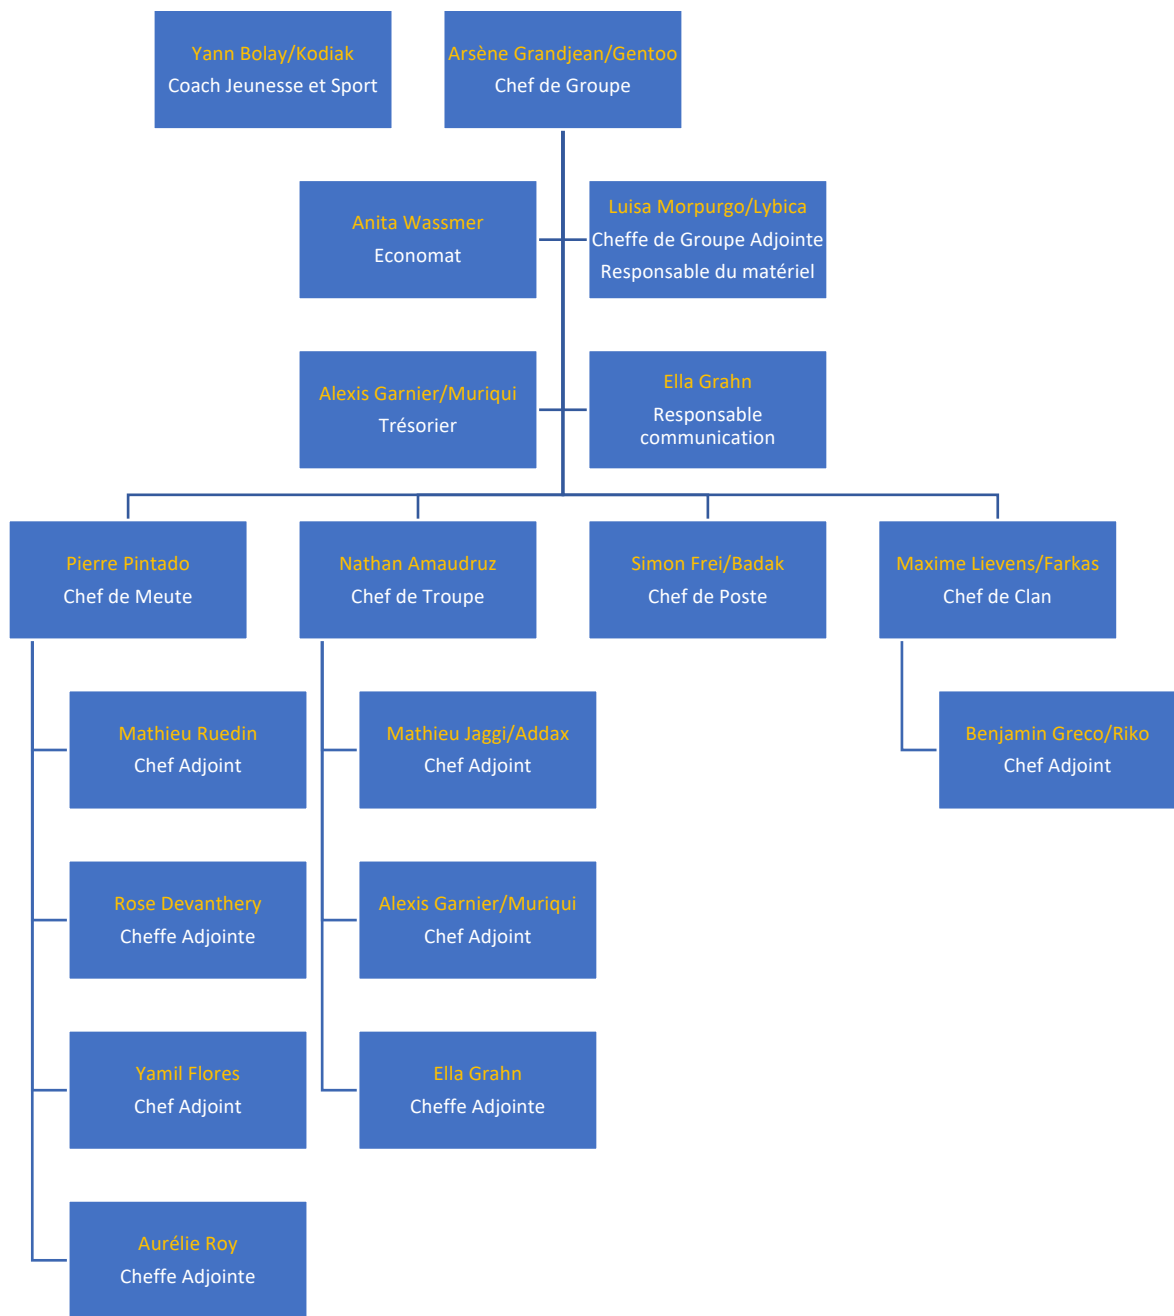 Yann Bolay/Kodiak
Coach Jeunesse et Sport
Arsène Grandjean/Gentoo
Chef de Groupe
Anita Wassmer
Economat
Luisa Morpurgo/Lybica
Cheffe de Groupe Adjointe
Responsable du matériel
Alexis Garnier/Muriqui
Trésorier
Ella Grahn
Responsable
communication
Pierre Pintado
Chef de Meute
Nathan Amaudruz
Chef de Troupe
Simon Frei/Badak
Chef de Poste
Maxime Lievens/Farkas
Chef de Clan
Mathieu Ruedin
Chef Adjoint
Mathieu Jaggi/Addax
Chef Adjoint
Benjamin Greco/Riko
Chef Adjoint
Rose Devanthery
Cheffe Adjointe
Alexis Garnier/Muriqui
Chef Adjoint
Yamil Flores
Chef Adjoint
Ella Grahn
Cheffe Adjointe
Aurélie Roy
Cheffe Adjointe